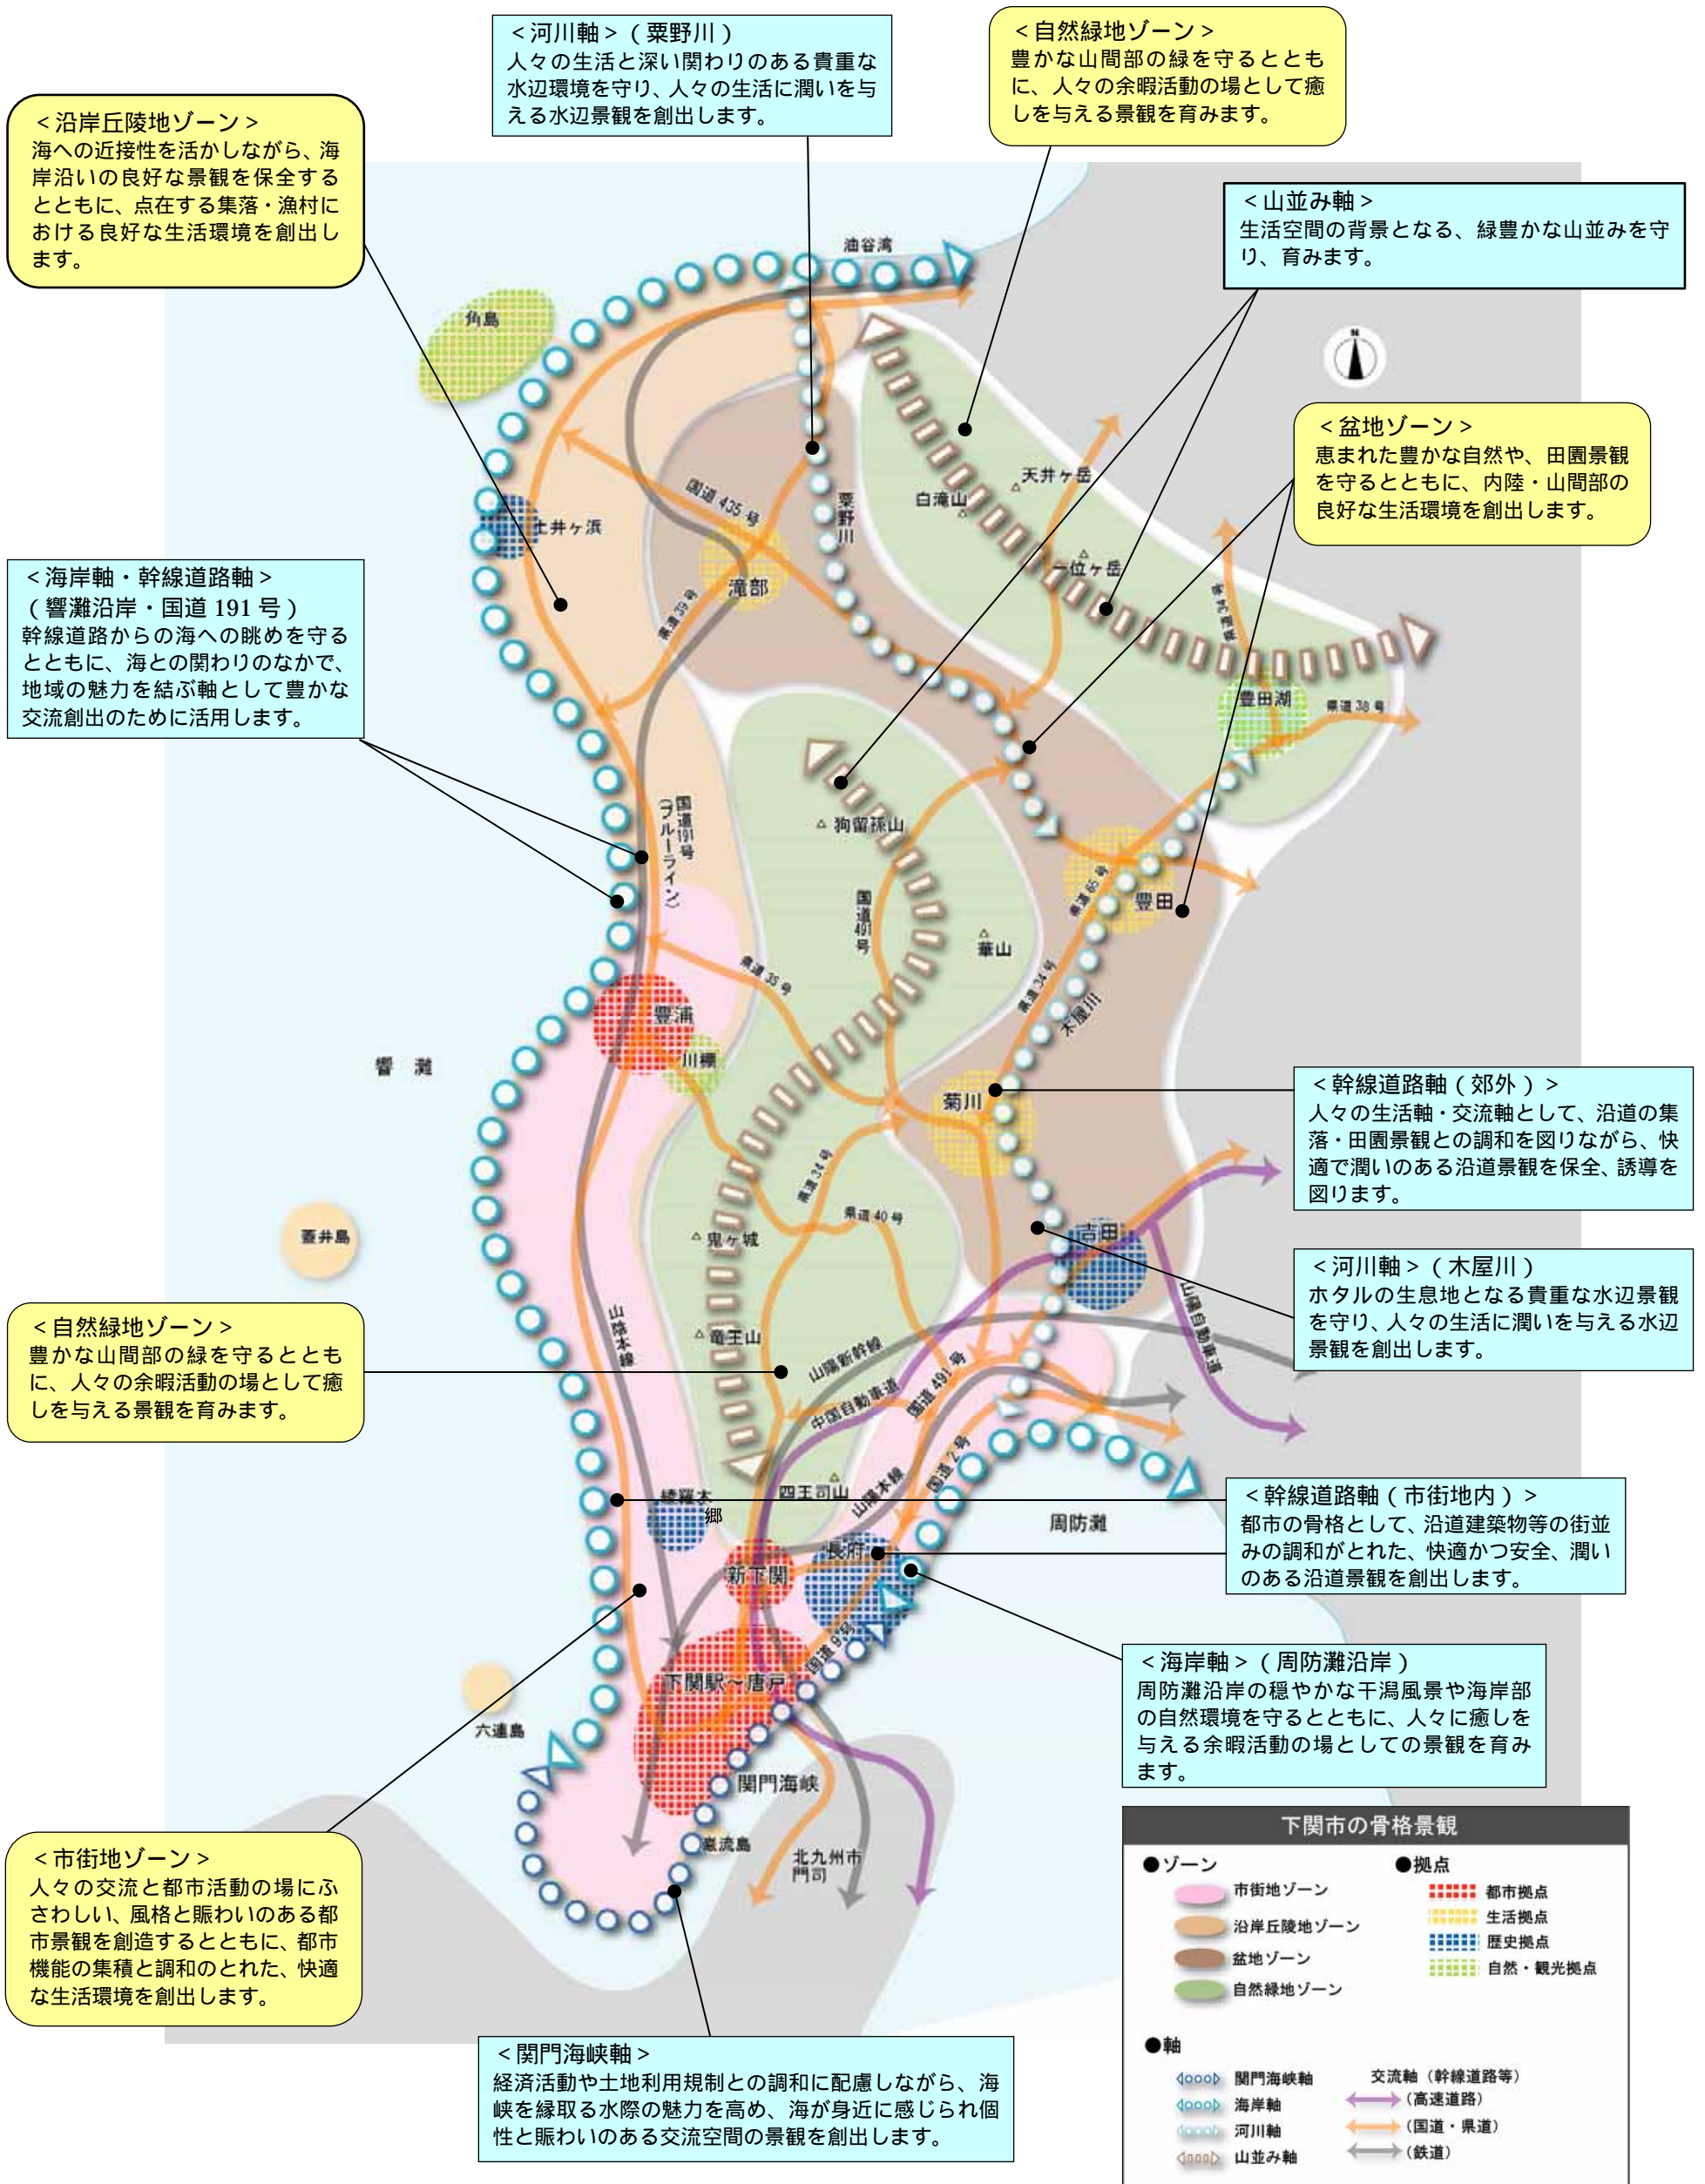 ＜河川軸＞（粟野川）
人々の生活と深い関わりのある貴重な
水辺環境を守り、人々の生活に潤いを与
える水辺景観を創出します。
＜自然緑地ゾーン＞
豊かな山間部の緑を守るととも
に、人々の余暇活動の場として癒
しを与える景観を育みます。
＜沿岸丘陵地ゾーン＞
海への近接性を活かしながら、海
岸沿いの良好な景観を保全する
とともに、点在する集落・漁村に
おける良好な生活環境を創出し
ます。
＜山並み軸＞
生活空間の背景となる、緑豊かな山並みを守
り、育みます。
油谷湾
角島
N
＜盆地ゾーン＞
恵まれた豊かな自然や、田園景観
を守るとともに、内陸・山間部の
良好な生活環境を創出します。
天井ヶ岳
白滝山
国道 435 号
粟野川
土井ヶ浜
一位ヶ岳
滝部
県道 39 号
県道 34 号
＜海岸軸・幹線道路軸＞
（響灘沿岸・国道 191 号）
幹線道路からの海への眺めを守る
とともに、海との関わりのなかで、
地域の魅力を結ぶ軸として豊かな
交流創出のために活用します。
豊田湖
県道 38 号
国道191号
（ブルーライン）
狗留孫山
国道491号
県道 65 号
豊田
華山
県道 35 号
県道 34 号
木屋川
豊浦
川棚
響　灘
菊川
＜幹線道路軸（郊外）＞
人々の生活軸・交流軸として、沿道の集
落・田園景観との調和を図りながら、快
適で潤いのある沿道景観を保全、誘導を
図ります。
県道 34 号
県道 40 号
蓋井島
鬼ヶ城
吉田
＜河川軸＞（木屋川）
ホタルの生息地となる貴重な水辺景観
を守り、人々の生活に潤いを与える水辺
景観を創出します。
山陽自動車道
山陰本線
竜王山
＜自然緑地ゾーン＞
豊かな山間部の緑を守るととも
に、人々の余暇活動の場として癒
しを与える景観を育みます。
山陽新幹線
中国自動車道
国道 491 号
国道 2 号
山陽本線
四王司山
綾羅木
郷
周防灘
＜幹線道路軸（市街地内）＞
都市の骨格として、沿道建築物等の街並
みの調和がとれた、快適かつ安全、潤い
のある沿道景観を創出します。
長府
新下関
国道 9 号
下関駅～唐戸
＜海岸軸＞（周防灘沿岸）
周防灘沿岸の穏やかな干潟風景や海岸部
の自然環境を守るとともに、人々に癒しを
与える余暇活動の場としての景観を育み
ます。
六連島
関門海峡
巌流島
北九州市
門司
＜市街地ゾーン＞
人々の交流と都市活動の場にふ
さわしい、風格と賑わいのある都
市景観を創造するとともに、都市
機能の集積と調和のとれた、快適
な生活環境を創出します。
＜関門海峡軸＞
経済活動や土地利用規制との調和に配慮しながら、海
峡を縁取る水際の魅力を高め、海が身近に感じられ個
性と賑わいのある交流空間の景観を創出します。
下関市の骨格景観
●ゾーン
市街地ゾーン
沿岸丘陵地ゾーン
盆地ゾーン
自然緑地ゾーン
●拠点
都市拠点
生活拠点
歴史拠点
自然・観光拠点
●軸
関門海峡軸
海岸軸
河川軸
山並み軸
交流軸（幹線道路等）
（高速道路）
（国道・県道）
（鉄道）